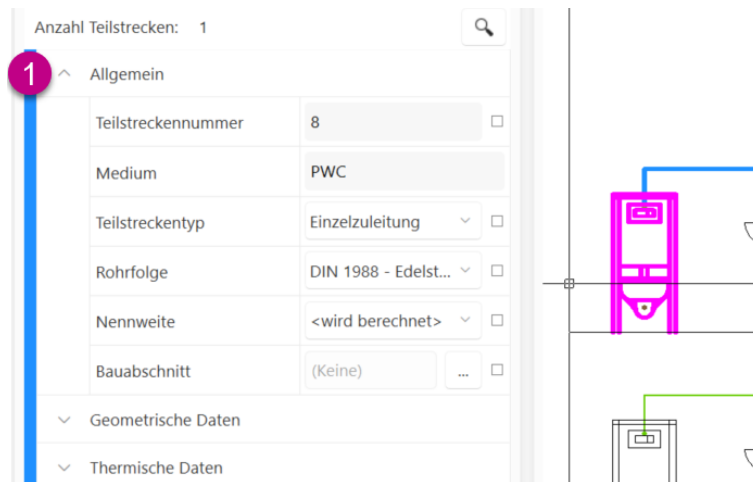 Anzahl Teilstrecken: 1
1
Allgemein
Teilstreckennummer 8
Medium PWC
Teilstreckentyp Einzelzuleitung
Rohrfolge DIN 1988 - Edelst...
Nennweite <wird berechnet>
Bauabschnitt (Keine) ...
Geometrische Daten
Thermische Daten